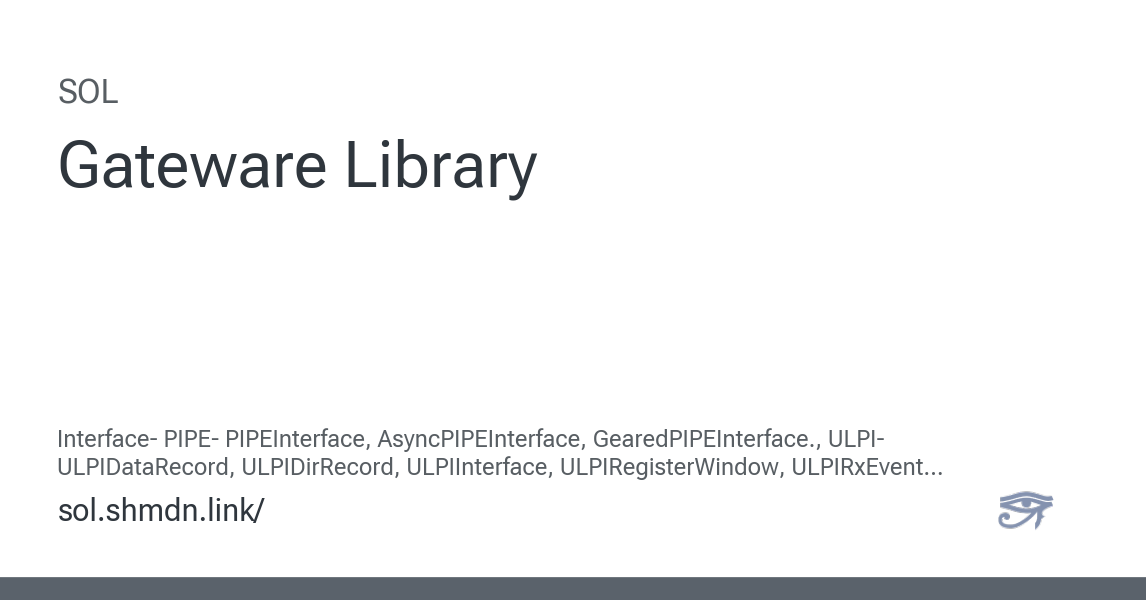 SOL
Gateware Library
Interface- PIPE- PIPEInterface, AsyncPIPEInterface, GearedPIPEInterface., ULPI-
ULPIDataRecord, ULPIDirRecord, ULPIInterface, ULPIRegisterWindow, ULPIRxEvent...
sol.shmdn.link/